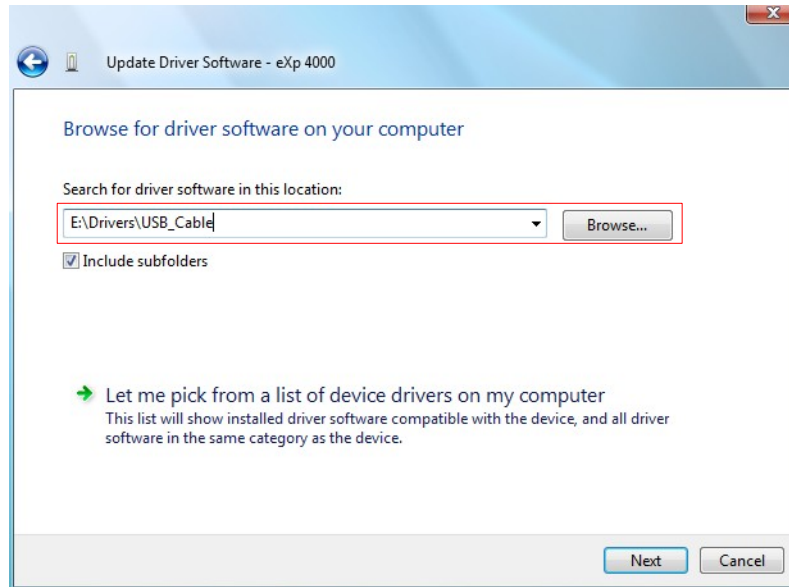 Update Driver Software - eXp 4000
Browse for driver software on your computer
Search for driver software in this location:
E:\Drivers\USB_Cable
Browse...
Include subfolders
Let me pick from a list of device drivers on my computer
This list will show installed driver software compatible with the device, and all driver
software in the same category as the device.
Next Cancel